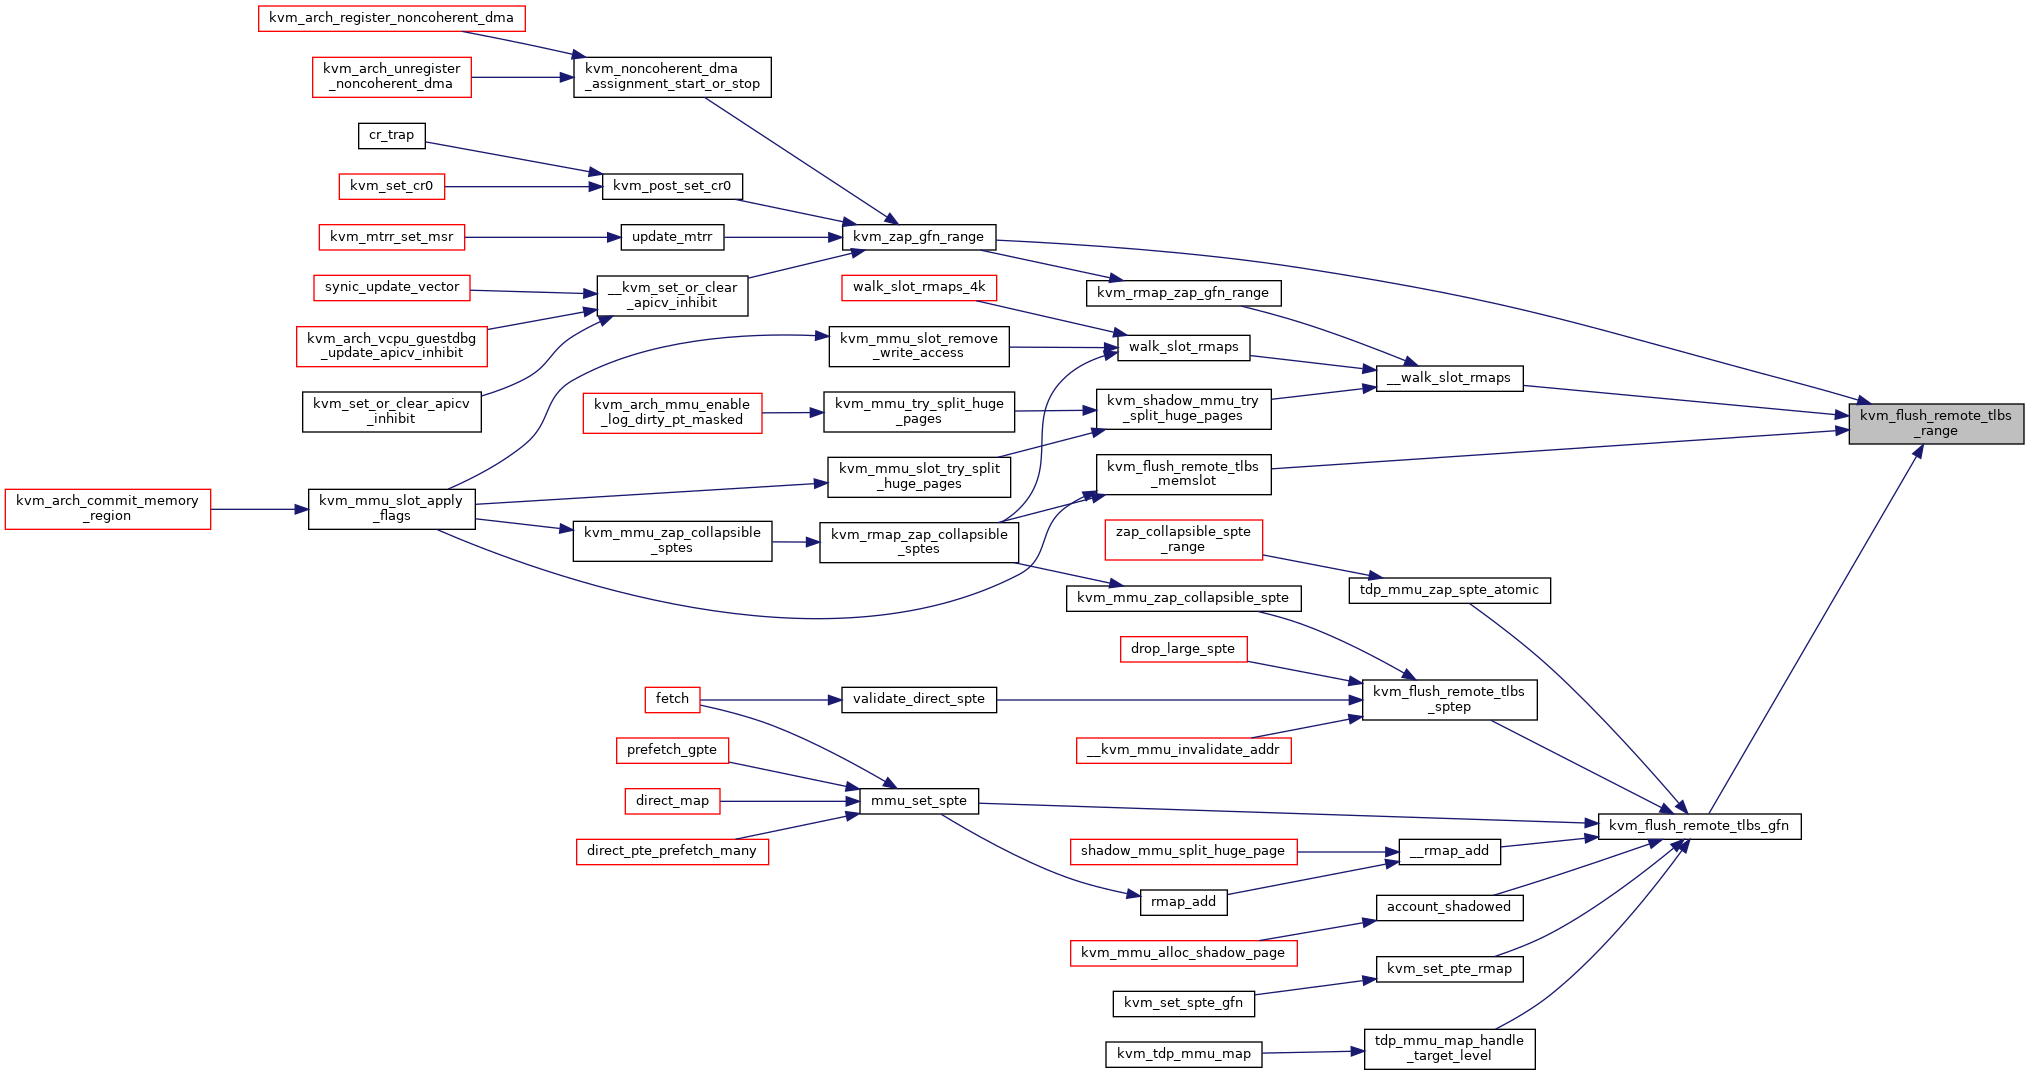 kvm_arch_register_noncoherent_dma
kvm_arch_unregister
_noncoherent_dma
kvm_noncoherent_dma
_assignment_start_or_stop
cr_trap
kvm_set_cr0
kvm_post_set_cr0
kvm_mtrr_set_msr
update_mtrr
kvm_zap_gfn_range
synic_update_vector
__kvm_set_or_clear
_apicv_inhibit
walk_slot_rmaps_4k
kvm_rmap_zap_gfn_range
kvm_arch_vcpu_guestdbg
_update_apicv_inhibit
kvm_mmu_slot_remove
_write_access
walk_slot_rmaps
__walk_slot_rmaps
kvm_set_or_clear_apicv
_inhibit
kvm_arch_mmu_enable
_log_dirty_pt_masked
kvm_mmu_try_split_huge
_pages
kvm_shadow_mmu_try
_split_huge_pages
kvm_flush_remote_tlbs
_range
kvm_mmu_slot_try_split
_huge_pages
kvm_flush_remote_tlbs
_memslot
kvm_arch_commit_memory
_region
kvm_mmu_slot_apply
_flags
kvm_mmu_zap_collapsible
_sptes
kvm_rmap_zap_collapsible
_sptes
zap_collapsible_spte
_range
kvm_mmu_zap_collapsible_spte
tdp_mmu_zap_spte_atomic
drop_large_spte
fetch
validate_direct_spte
kvm_flush_remote_tlbs
_sptep
prefetch_gpte
__kvm_mmu_invalidate_addr
direct_map
mmu_set_spte
kvm_flush_remote_tlbs_gfn
direct_pte_prefetch_many
shadow_mmu_split_huge_page
__rmap_add
rmap_add
account_shadowed
kvm_mmu_alloc_shadow_page
kvm_set_pte_rmap
kvm_set_spte_gfn
kvm_tdp_mmu_map
tdp_mmu_map_handle
_target_level